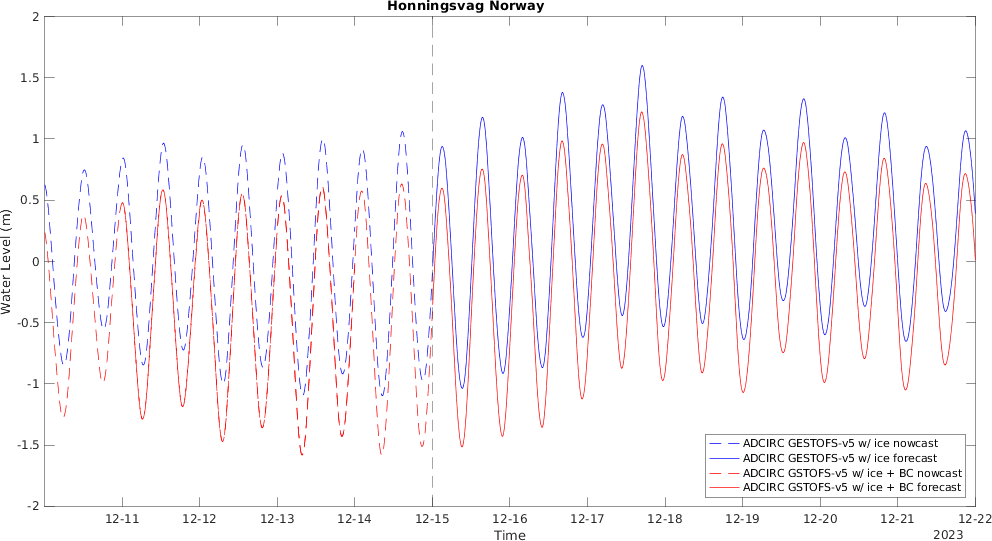 Honningsvag Norway
2
1.5
1
0.5
0
-0.5
-1
-1.5
-2
Water Level (m)
12-11 12-12 12-13 12-14 12-15 12-16 12-17 12-18 12-19 12-20 12-21 12-22
Time
2023
ADCIRC GESTOFS-v5 w/ ice nowcast
ADCIRC GESTOFS-v5 w/ ice forecast
ADCIRC GSTOFS-v5 w/ ice + BC nowcast
ADCIRC GSTOFS-v5 w/ ice + BC forecast